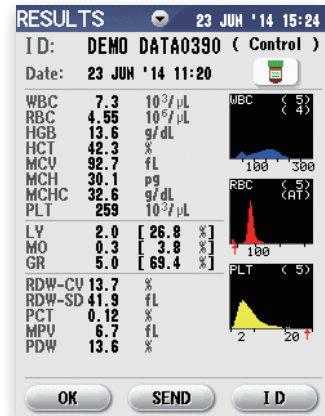 RESULTS 23 JUN '14 15:24
ID: DEMO DATA0390 ( Control )
Date: 23 JUN '14 11:20
WBC 7.3 10³/µL
RBC 4.55 10⁶/µL
HGB 13.6 g/dL
HCT 42.3 %
MCV 92.7 fL
MCH 30.1 pg
MCHC 32.6 g/dL
PLT 259 10³/µL
LY 2.0 [ 26.8 %]
MO 0.3 [ 3.8 %]
GR 5.0 [ 69.4 %]
RDW-CV 13.7 %
RDW-SD 41.9 fL
PCT 0.12 %
MPV 6.7 fL
PDW 13.6 %
WBC ( 5)
( 4)
100 300
RBC ( 5)
(AT)
100
PLT ( 5)
2 20
OK SEND ID